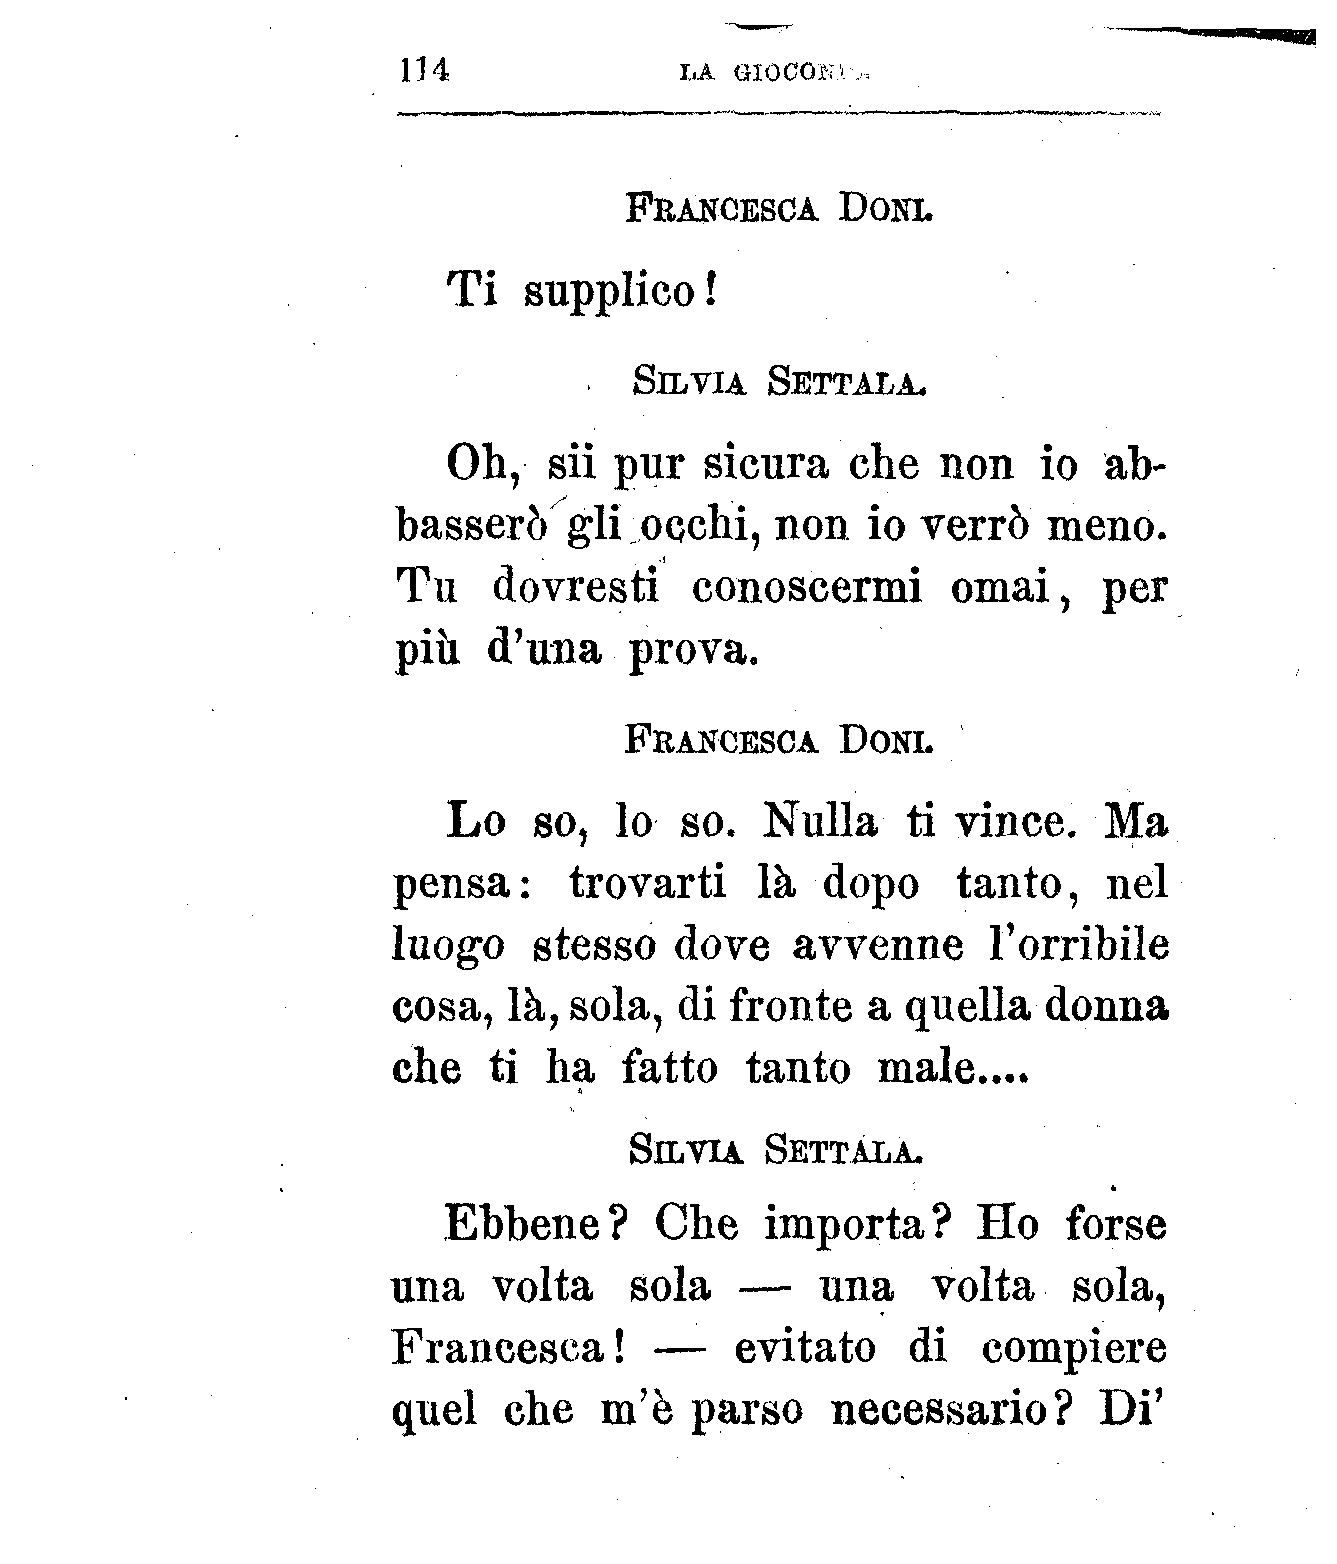 114 LA
FRANCESCA DONI.
Ti supplico!
SILVIA SETTALA.
Oh, sii pur sicura che non io ab-
basserò gli occhi, non io verrò meno.
Tu dovresti conoscermi omai, per
più d'una prova.
FRANCESCA DONI.
Lo so, lo so. Nulla ti vince. Ma
pensa: trovarti là dopo tanto, nel
luogo stesso dove avvenne l'orribile
cosa, là, sola, di fronte a quella donna
che ti ha fatto tanto male....
SILVIA SETTALA.
Ebbene? Che importa? Ho forse
una volta sola — una volta sola,
Francesca! — evitato di compiere
quel che m'è parso necessario? Di'